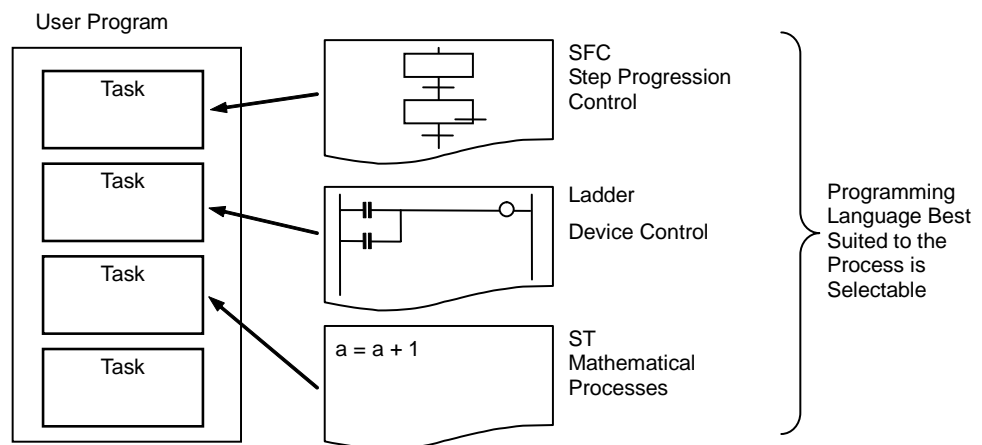 User Program
Task
Task
Task
Task
SFC
Step Progression
Control
Ladder
Device Control
a = a + 1
ST
Mathematical
Processes
Programming
Language Best
Suited to the
Process is
Selectable